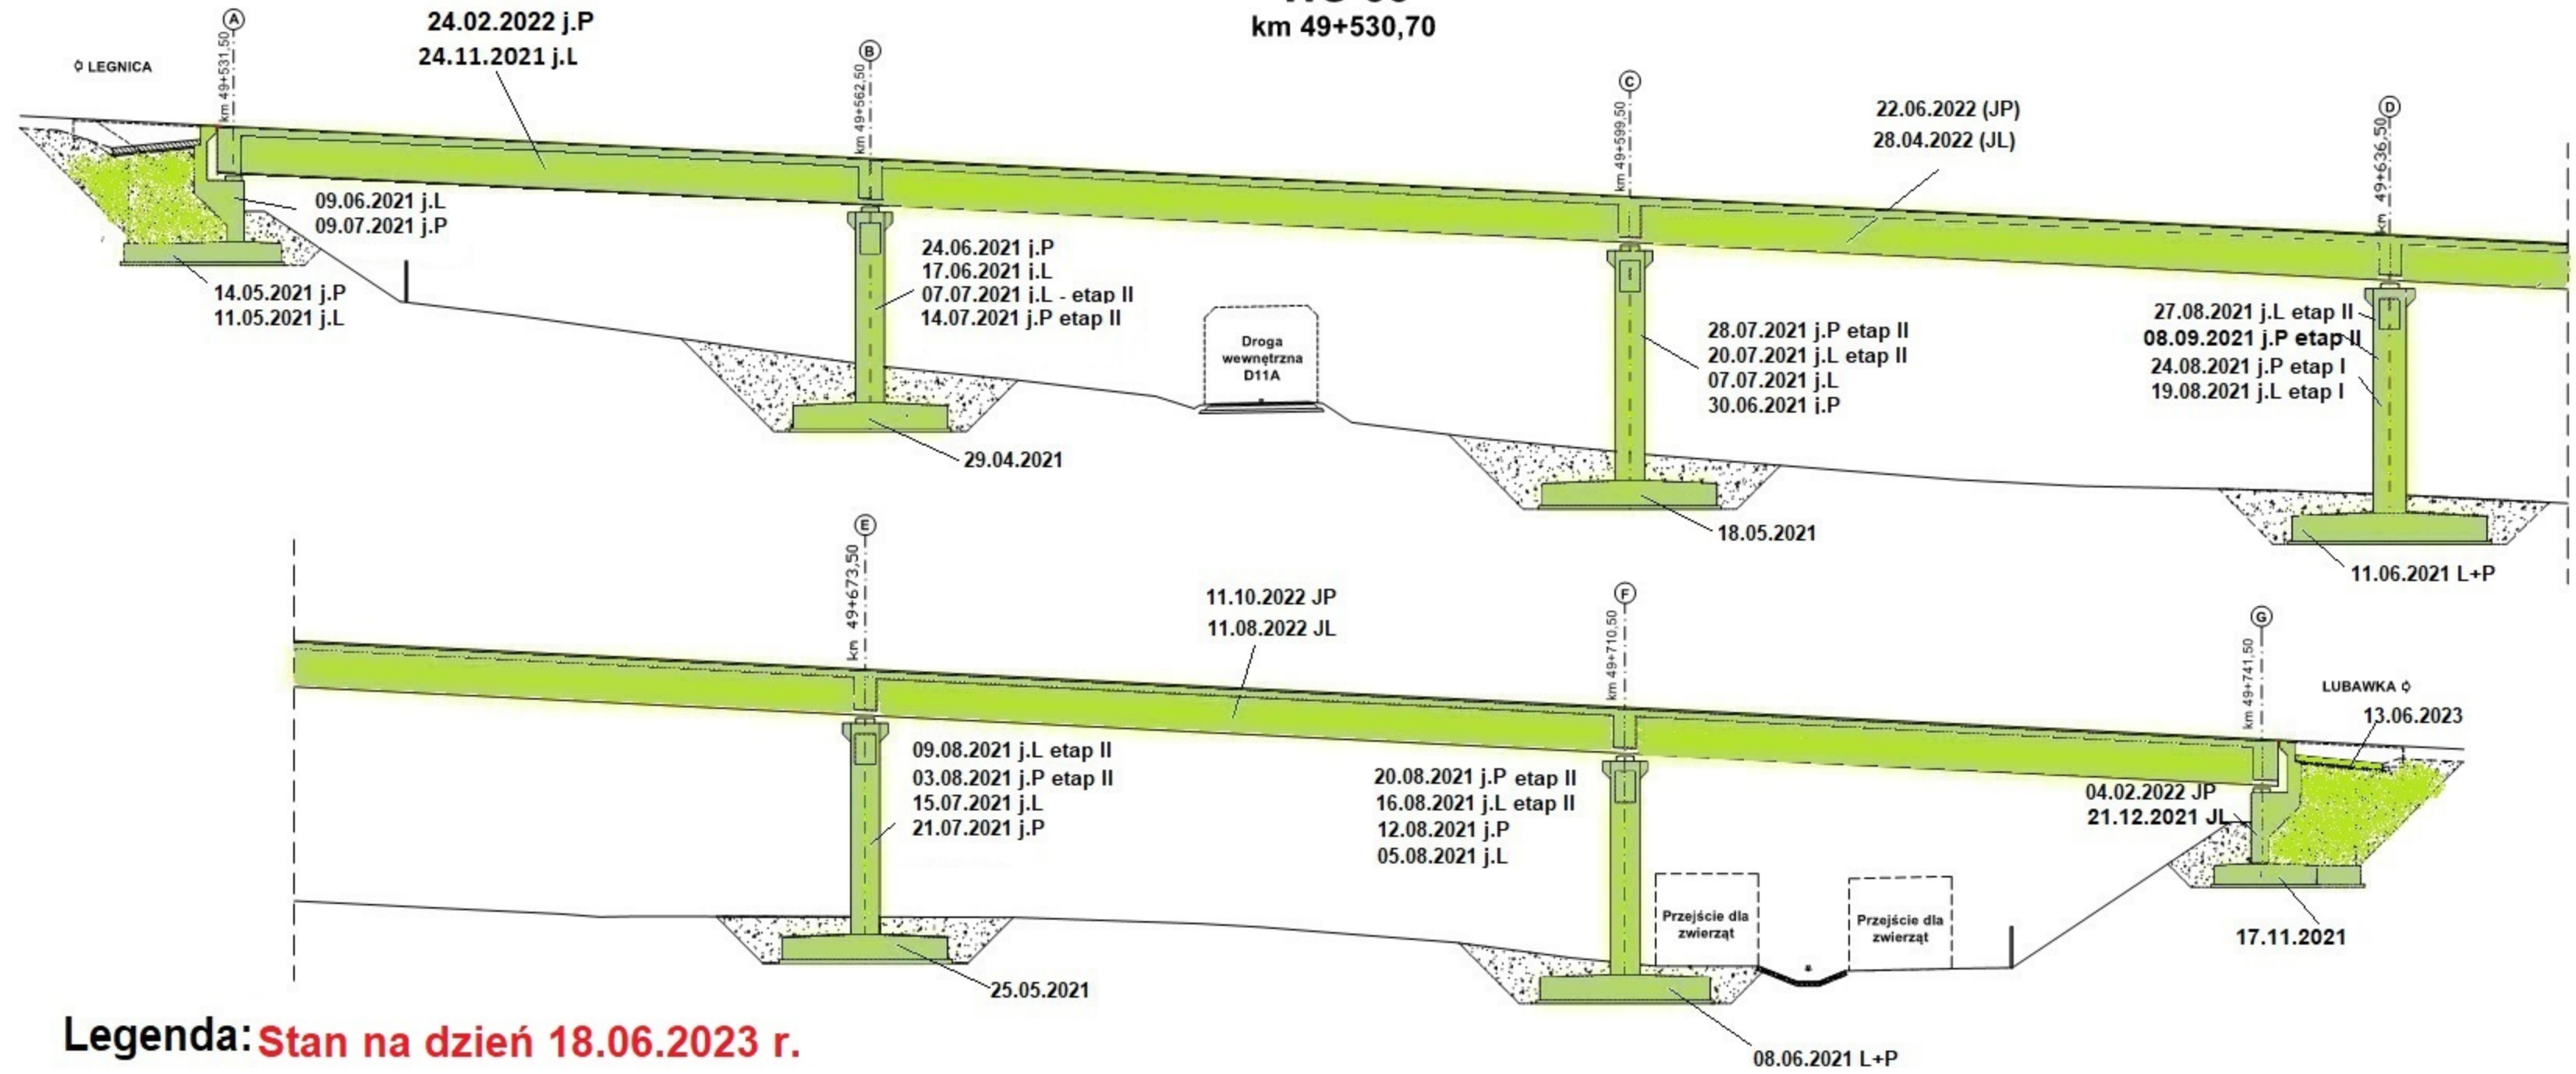 km 49+530,70
A
km 49+531,50
LEGNICA
24.02.2022 j.P
24.11.2021 j.L
B
km 49+562,50
C
km 49+599,50
22.06.2022 (JP)
28.04.2022 (JL)
D
km 49+636,50
09.06.2021 j.L
09.07.2021 j.P
14.05.2021 j.P
11.05.2021 j.L
24.06.2021 j.P
17.06.2021 j.L
07.07.2021 j.L - etap II
14.07.2021 j.P etap II
29.04.2021
Droga
wewnętrzna
D11A
28.07.2021 j.P etap II
20.07.2021 j.L etap II
07.07.2021 j.L
30.06.2021 j.P
18.05.2021
27.08.2021 j.L etap II
08.09.2021 j.P etap II
24.08.2021 j.P etap I
19.08.2021 j.L etap I
11.06.2021 L+P
E
km 49+673,50
11.10.2022 JP
11.08.2022 JL
F
km 49+710,50
G
km 49+741,50
LUBAWKA
13.06.2023
09.08.2021 j.L etap II
03.08.2021 j.P etap II
15.07.2021 j.L
21.07.2021 j.P
25.05.2021
20.08.2021 j.P etap II
16.08.2021 j.L etap II
12.08.2021 j.P
05.08.2021 j.L
08.06.2021 L+P
Przejście dla
zwierząt
Przejście dla
zwierząt
04.02.2022 JP
21.12.2021 JL
17.11.2021
Legenda: Stan na dzień 18.06.2023 r.